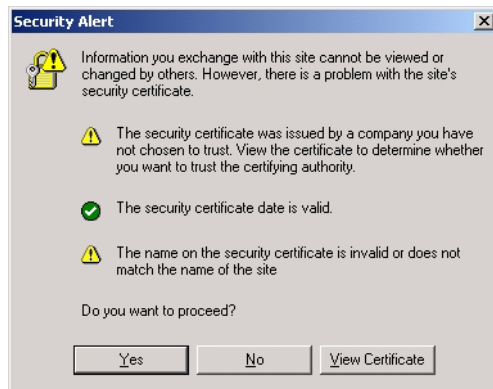 Security Alert
Information you exchange with this site cannot be viewed or
changed by others. However, there is a problem with the site's
security certificate.
The security certificate was issued by a company you have
not chosen to trust. View the certificate to determine whether
you want to trust the certifying authority.
The security certificate date is valid.
The name on the security certificate is invalid or does not
match the name of the site
Do you want to proceed?
Yes No View Certificate